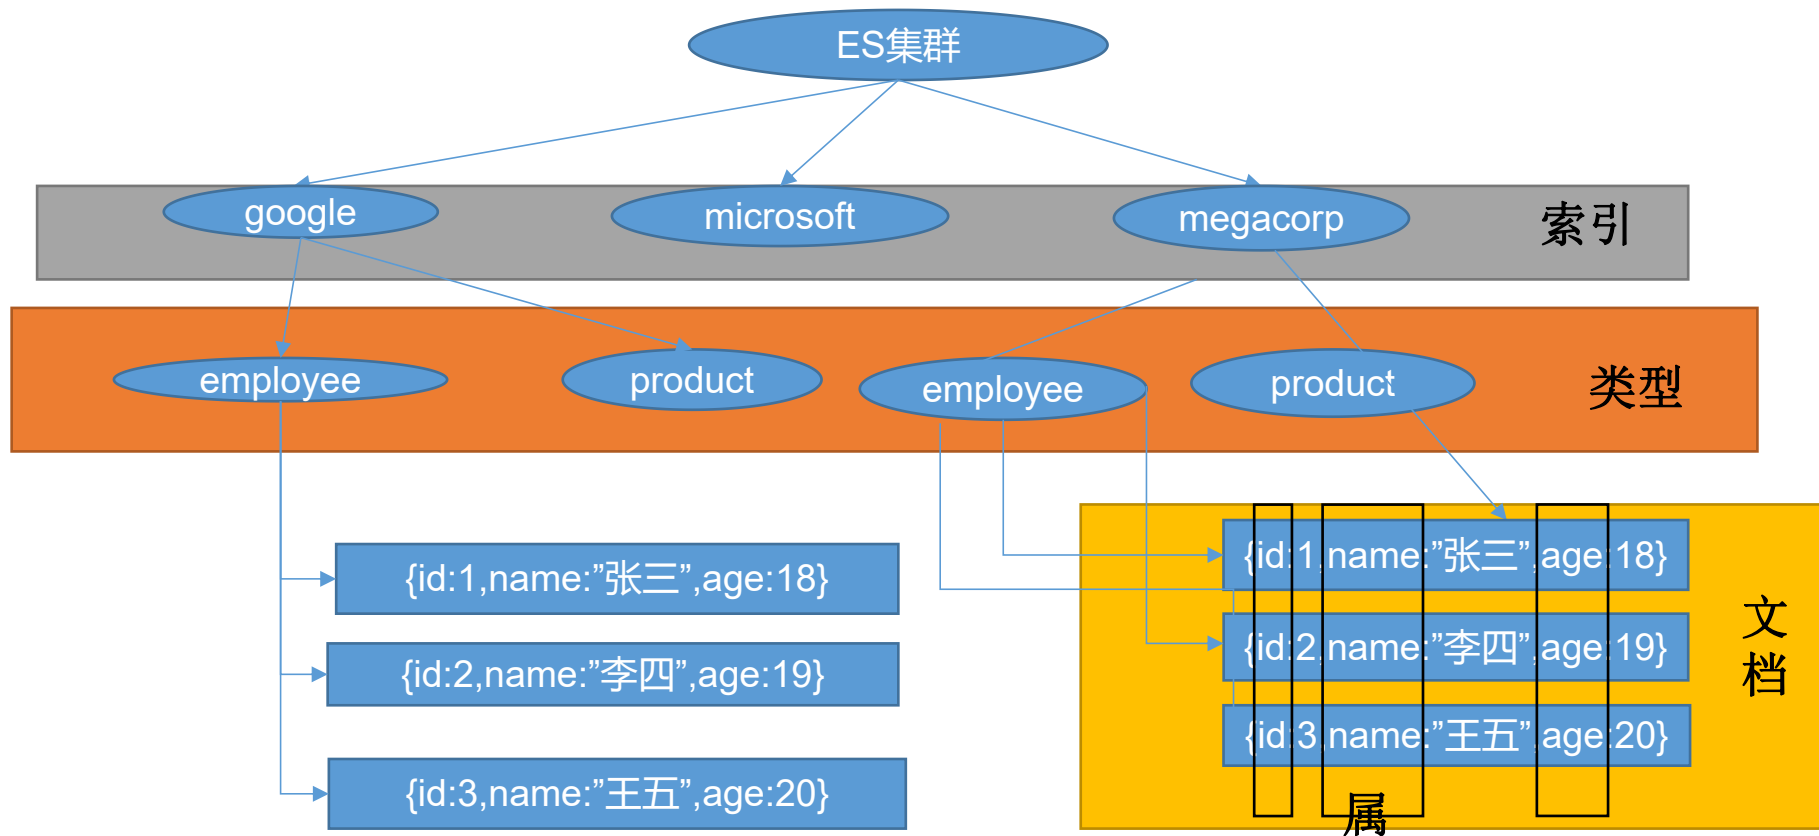 ES集群
google
microsoft
megacorp
索引
employee
product
employee
product
类型
{id:1,name:”张三”,age:18}
{id:2,name:”李四”,age:19}
{id:3,name:”王五”,age:20}
{id:1,name:”张三”,age:18}
{id:2,name:”李四”,age:19}
{id:3,name:”王五”,age:20}
文
档
属